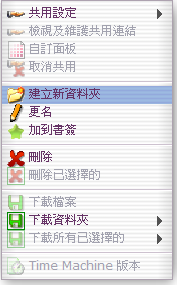 共用設定
檢視及維護共用連結
自訂面板
取消共用
建立新資料夾
更名
加到書籤
刪除
刪除已選擇的
下載檔案
下載資料夾
下載所有已選擇的
Time Machine 版本